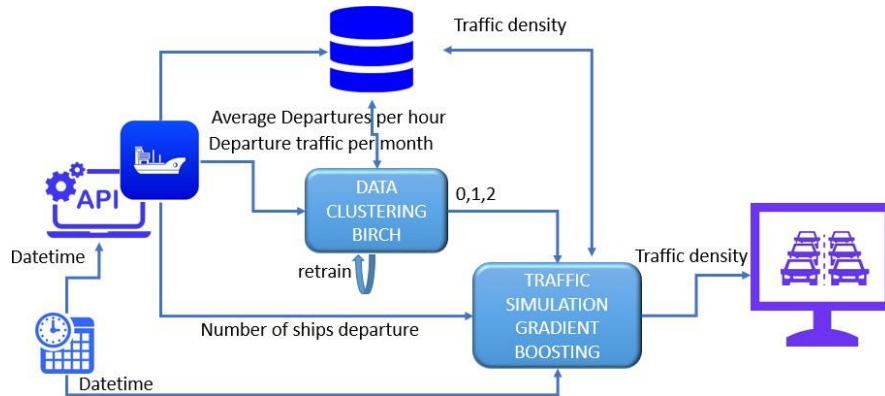 Traffic density
Average Departures per hour
Departure traffic per month
API
DATA
CLUSTERING
BIRCH
0,1,2
Datetime
retrain
Traffic density
TRAFFIC
SIMULATION
GRADIENT
BOOSTING
Number of ships departure
Datetime